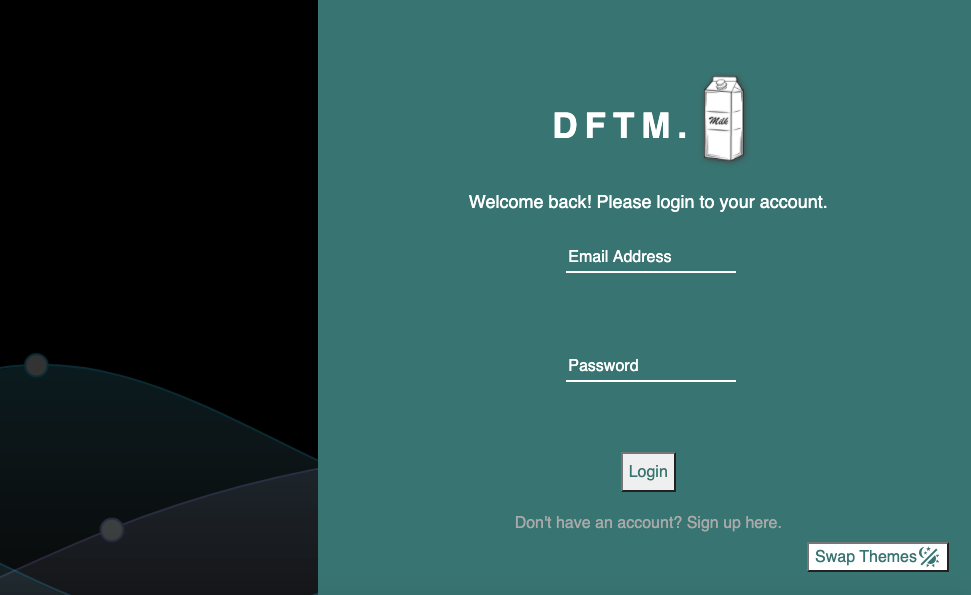 DFTM.
Milk
Welcome back! Please login to your account.
Email Address
Password
Login
Don't have an account? Sign up here.
Swap Themes